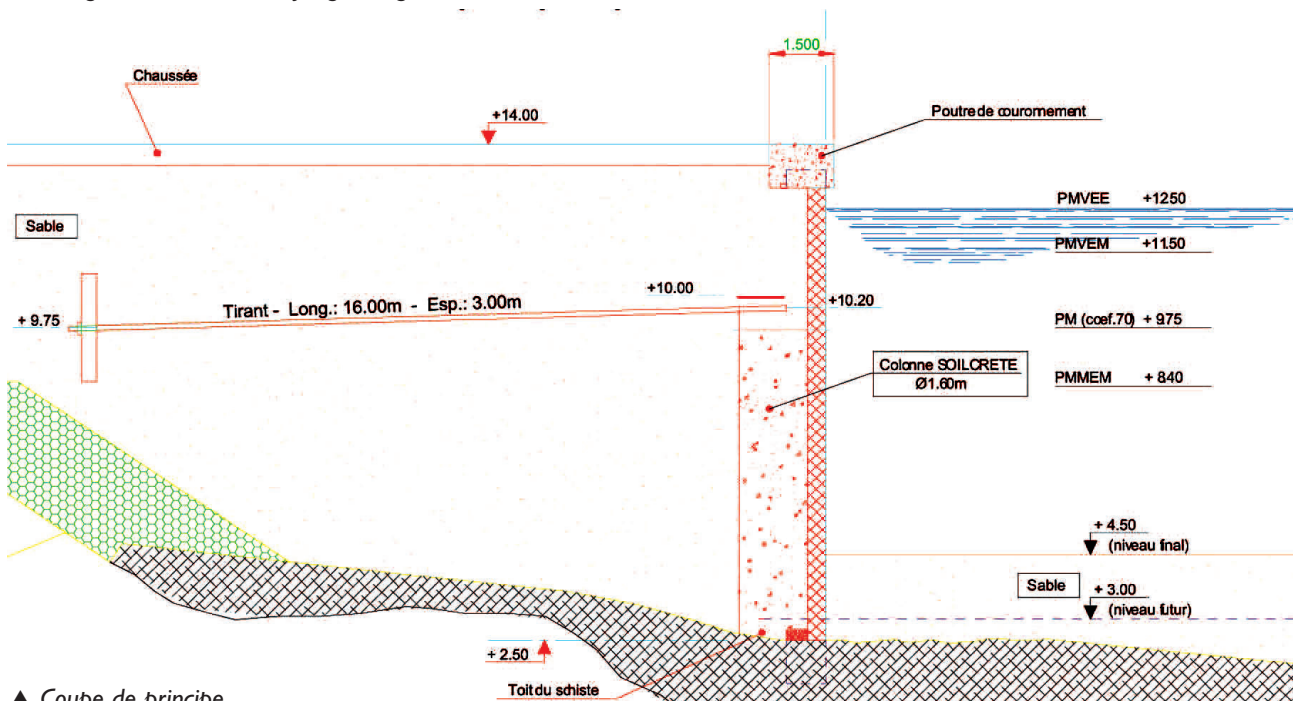 1.500
Chaussée
+14.00
Poutre de couronnement
PMVEE +1250
Sable
PMVEM +11.50
+10.00
Tirant - Long.: 16.00m - Esp.: 3.00m
+10.20
+ 9.75
PM (coef.70) + 975
Colonne SOILCRETE
Ø1.60m
PMMEM + 840
+ 4.50
(niveau final)
Sable
+ 3.00
(niveau futur)
+ 2.50
Toit du schiste
▲ Coupe de principe